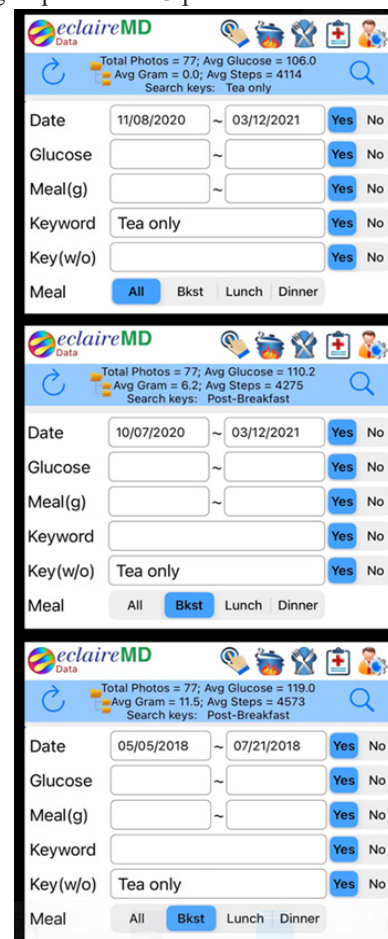 eclaireMD
Data
Total Photos = 77; Avg Glucose = 106.0
Avg Gram = 0.0; Avg Steps = 4114
Search keys: Tea only
Date 11/08/2020 ~ 03/12/2021 Yes No
Glucose ~ Yes No
Meal(g) ~ Yes No
Keyword Tea only Yes No
Key(w/o) Yes No
Meal All Bkst Lunch Dinner
eclaireMD
Data
Total Photos = 77; Avg Glucose = 110.2
Avg Gram = 6.2; Avg Steps = 4275
Search keys: Post-Breakfast
Date 10/07/2020 ~ 03/12/2021 Yes No
Glucose ~ Yes No
Meal(g) ~ Yes No
Keyword Yes No
Key(w/o) Tea only Yes No
Meal All Bkst Lunch Dinner
eclaireMD
Data
Total Photos = 77; Avg Glucose = 119.0
Avg Gram = 11.5; Avg Steps = 4573
Search keys: Post-Breakfast
Date 05/05/2018 ~ 07/21/2018 Yes No
Glucose ~ Yes No
Meal(g) ~ Yes No
Keyword Yes No
Key(w/o) Tea only Yes No
Meal All Bkst Lunch Dinner